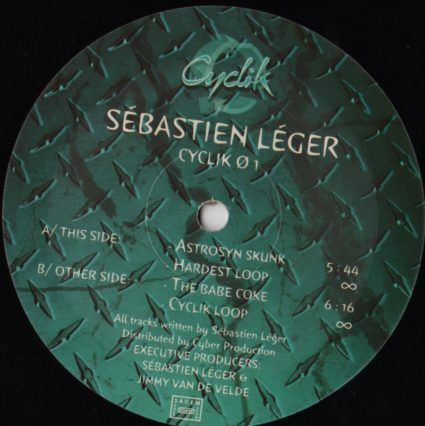 Cyclik
SÉBASTIEN LÉGER
CYCLIK Ø 1
A/ THIS SIDE: ASTROSYN SKUNK 5 : 44
HARDEST LOOP ∞
B/ OTHER SIDE: - THE BABE COKE 6 : 16
- CYCLIK LOOP ∞
All tracks written by Sébastien Léger
Distributed by Cyber Production
EXECUTIVE PRODUCERS:
SÉBASTIEN LÉGER &
JIMMY VAN DE VELDE
SACEM